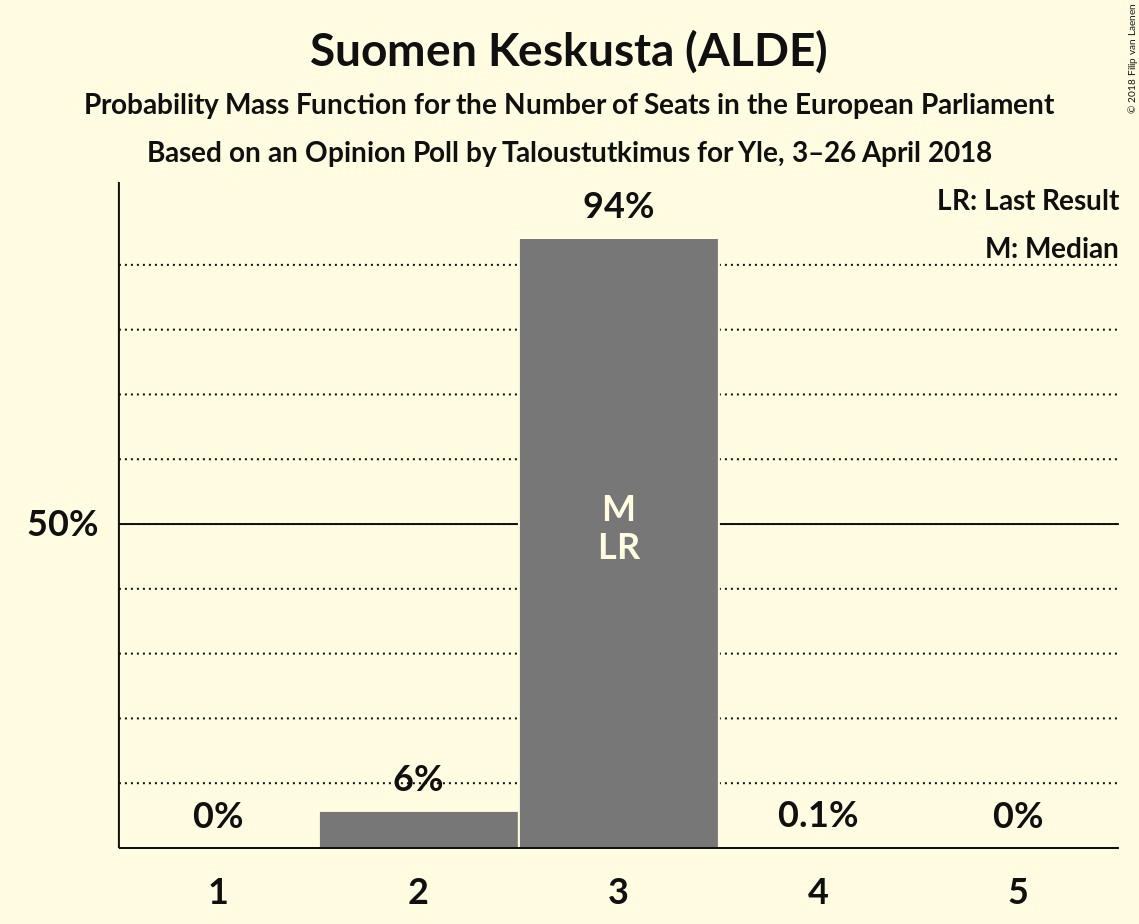 Suomen Keskusta (ALDE)
Probability Mass Function for the Number of Seats in the European Parliament
Based on an Opinion Poll by Taloustutkimus for Yle, 3–26 April 2018
© 2018 Filip van Laenen
LR: Last Result
M: Median
94%
M
LR
50%
6%
0%
0.1%
0%
1
2
3
4
5